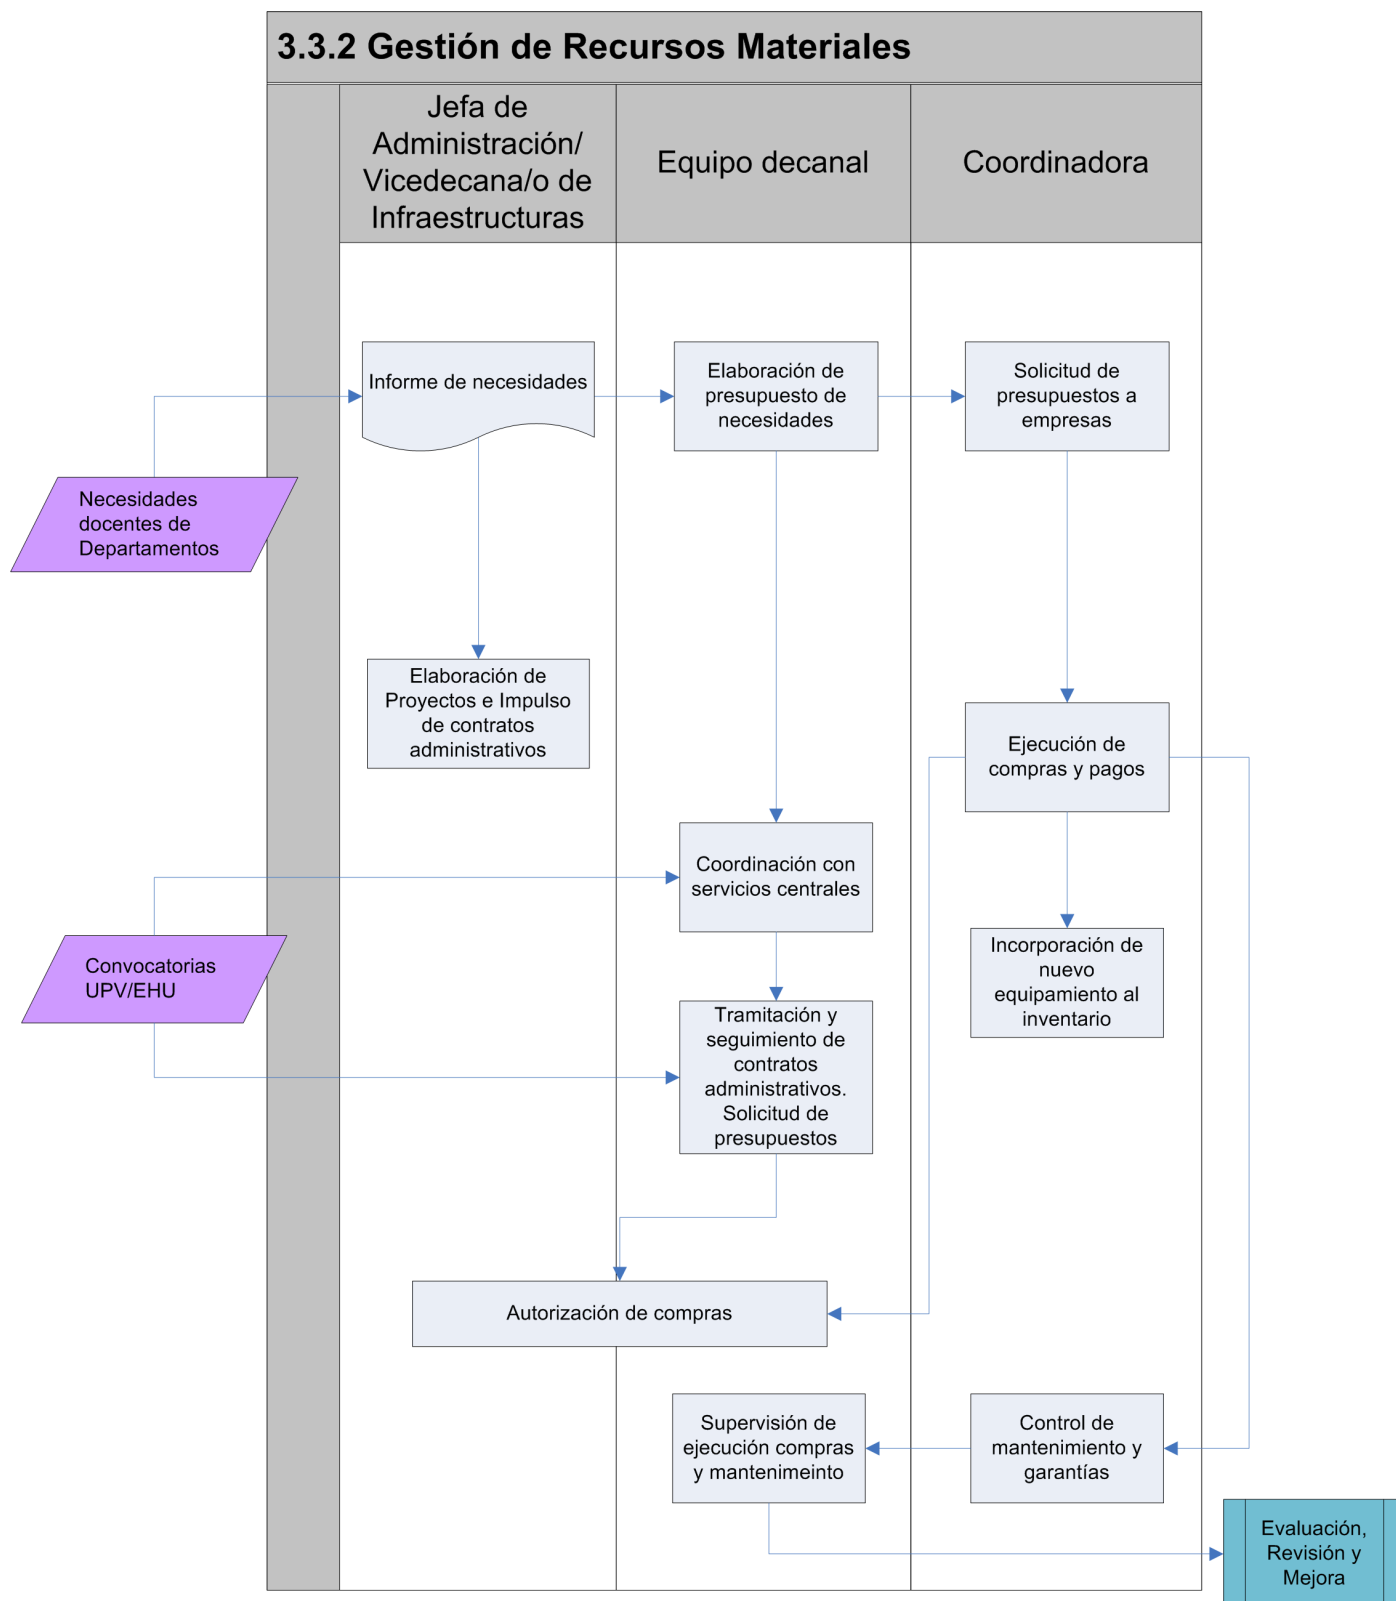 3.3.2 Gestión de Recursos Materiales
Jefa de
Administración/
Vicedecana/o de
Infraestructuras
Equipo decanal
Coordinadora
Informe de necesidades
Elaboración de
presupuesto de
necesidades
Solicitud de
presupuestos a
empresas
Necesidades
docentes de
Departamentos
Elaboración de
Proyectos e Impulso
de contratos
administrativos
Ejecución de
compras y pagos
Coordinación con
servicios centrales
Convocatorias
UPV/EHU
Incorporación de
nuevo
equipamiento al
inventario
Tramitación y
seguimiento de
contratos
administrativos.
Solicitud de
presupuestos
Autorización de compras
Supervisión de
ejecución compras
y mantenimeinto
Control de
mantenimiento y
garantías
Evaluación,
Revisión y
Mejora